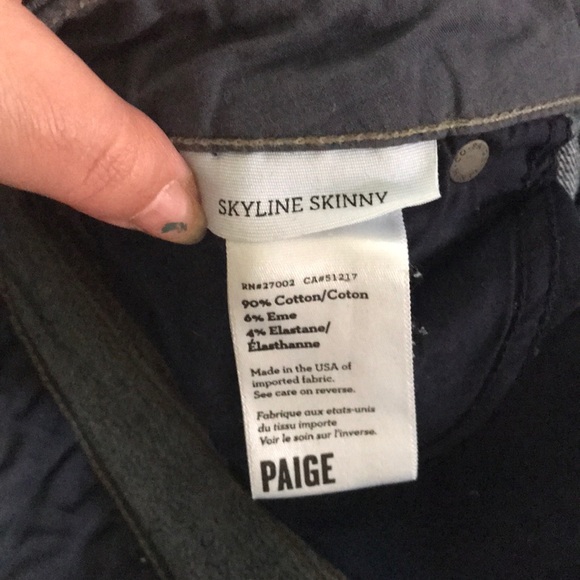 SKYLINE SKINNY
RN#27002 CA#51217
90% Cotton/Coton
6% Eme
4% Elastane/
Élasthanne
Made in the USA of
imported fabric.
See care on reverse.
Fabrique aux etats-unis
du tissu importe
Voir le soin sur l'inverse.
PAIGE